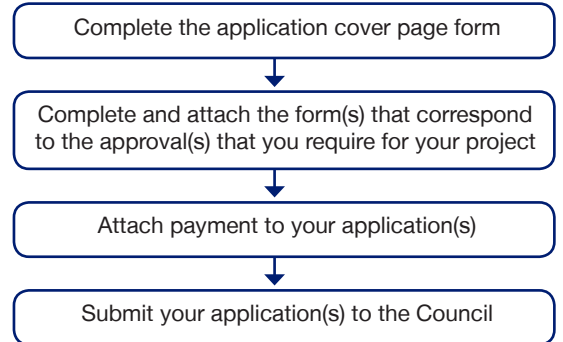 Complete the application cover page form
Complete and attach the form(s) that correspond
to the approval(s) that you require for your project
Attach payment to your application(s)
Submit your application(s) to the Council